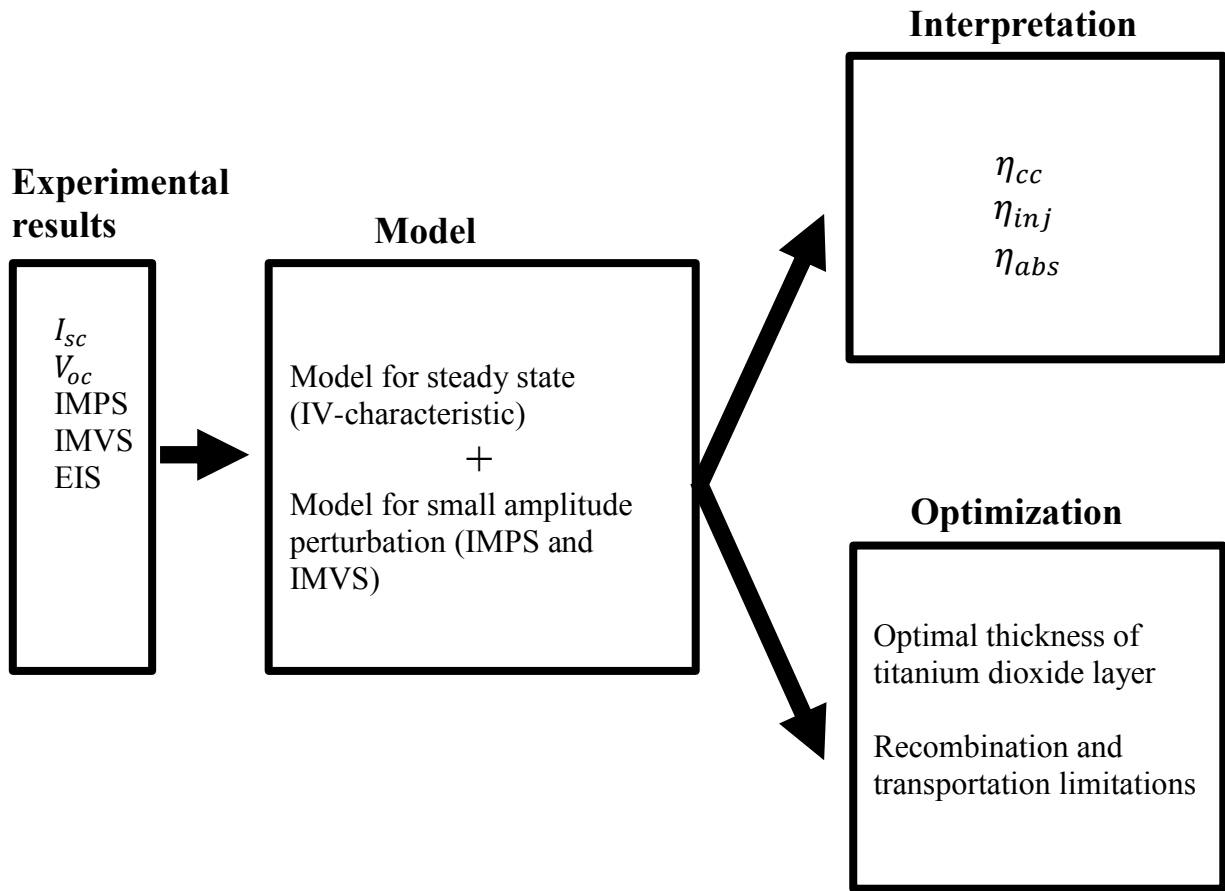 Experimental
results
I_sc
V_oc
IMPS
IMVS
EIS
Model
Model for steady state
(IV-characteristic)
+
Model for small amplitude
perturbation (IMPS and
IMVS)
Interpretation
η_cc
η_inj
η_abs
Optimization
Optimal thickness of
titanium dioxide layer
Recombination and
transportation limitations